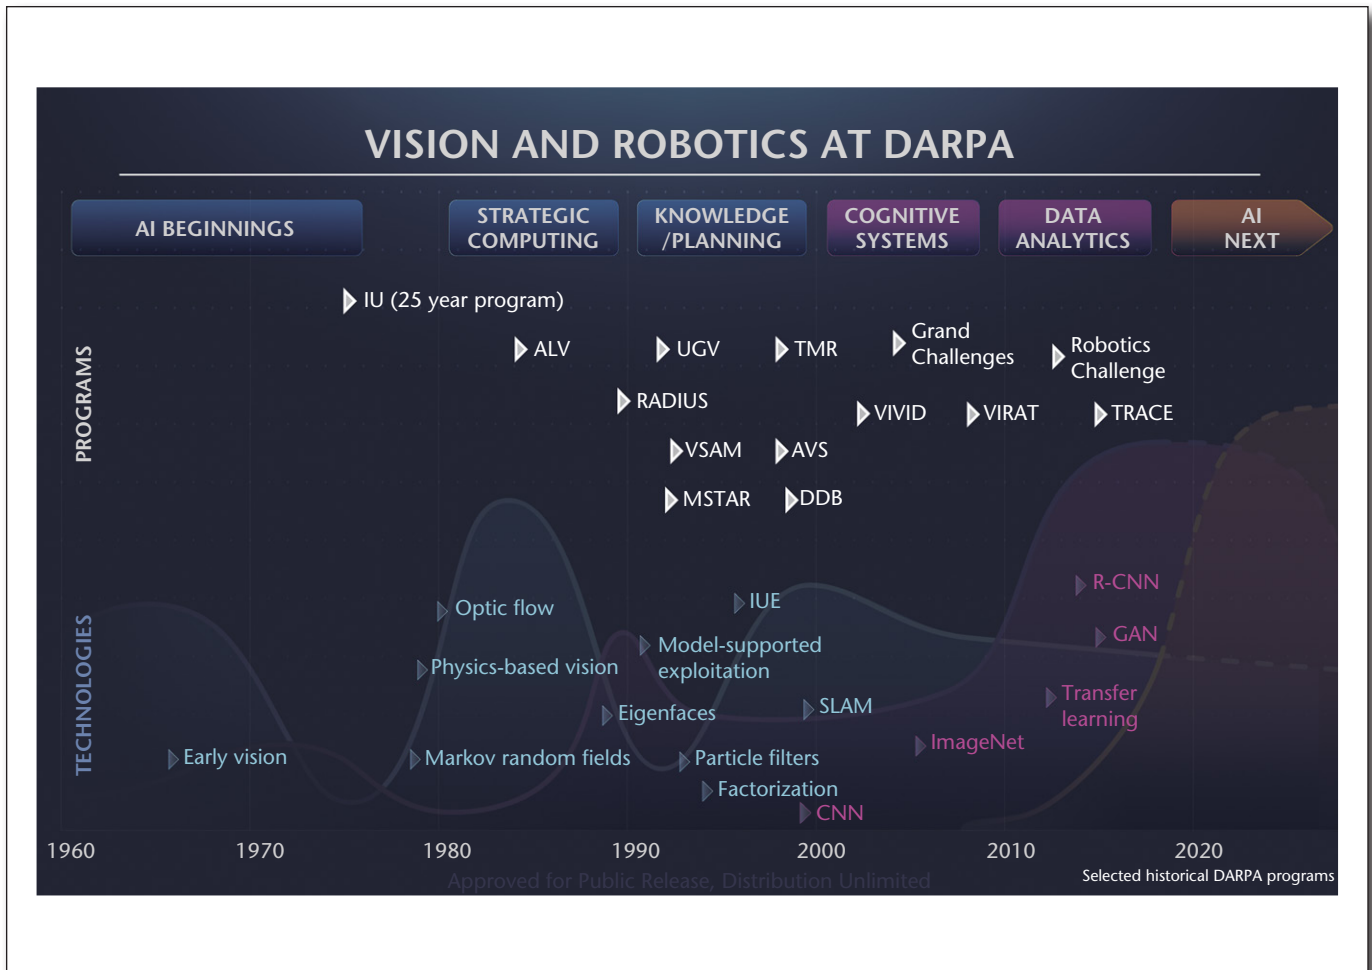 VISION AND ROBOTICS AT DARPA
AI BEGINNINGS
STRATEGIC
COMPUTING
KNOWLEDGE
/PLANNING
COGNITIVE
SYSTEMS
DATA
ANALYTICS
AI
NEXT
PROGRAMS
IU (25 year program)
ALV
UGV
TMR
Grand
Challenges
Robotics
Challenge
RADIUS
VIVID
VIRAT
TRACE
VSAM
AVS
MSTAR
DDB
TECHNOLOGIES
R-CNN
Optic flow
IUE
GAN
Model-supported
exploitation
Physics-based vision
Transfer
learning
SLAM
Eigenfaces
ImageNet
Early vision
Markov random fields
Particle filters
Factorization
CNN
1960
1970
1980
1990
2000
2010
2020
Approved for Public Release, Distribution Unlimited
Selected historical DARPA programs